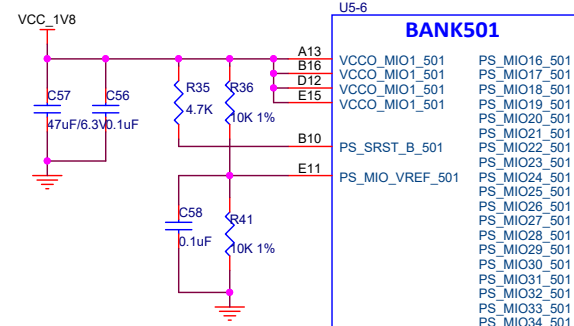 U5-6
VCC_1V8
BANK501
A13
VCCO_MIO1_501
PS_MIO16_501
B16
VCCO_MIO1_501
PS_MIO17_501
D12
VCCO_MIO1_501
PS_MIO18_501
E15
VCCO_MIO1_501
PS_MIO19_501
C57
C56
R35
R36
47uF/6.3V
0.1uF
4.7K
10K 1%
PS_MIO20_501
PS_MIO21_501
B10
PS_SRST_B_501
PS_MIO22_501
PS_MIO23_501
E11
PS_MIO_VREF_501
PS_MIO24_501
PS_MIO25_501
PS_MIO26_501
C58
R41
PS_MIO27_501
PS_MIO28_501
0.1uF
10K 1%
PS_MIO29_501
PS_MIO30_501
PS_MIO31_501
PS_MIO32_501
PS_MIO33_501
PS_MIO34_501